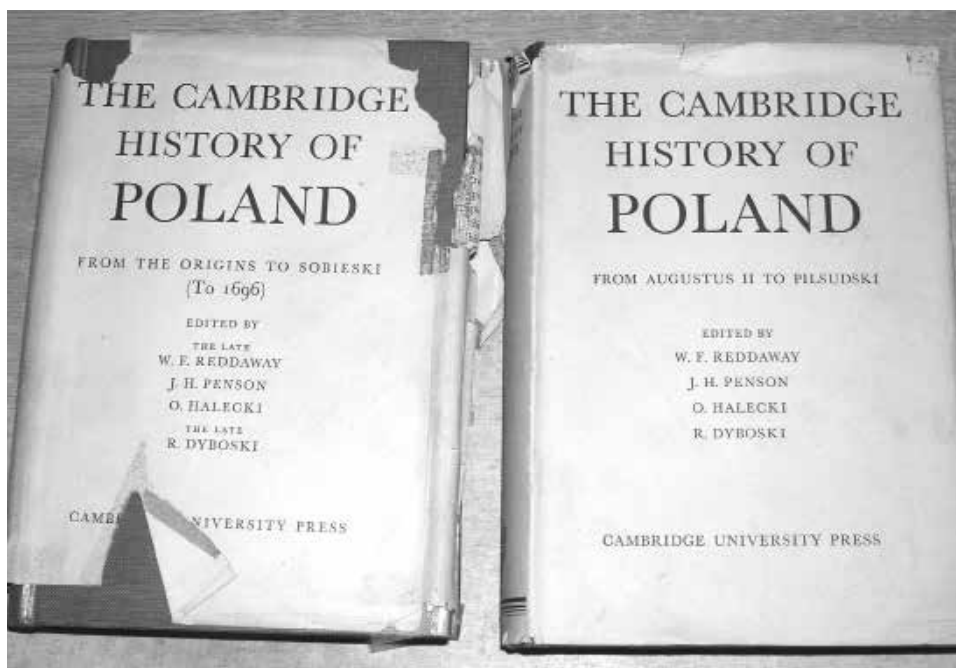 THE CAMBRIDGE
HISTORY OF
POLAND
FROM THE ORIGINS TO SOBIESKI
(To 1696)
EDITED BY
THE LATE
W. F. REDDAWAY
J. H. PENSON
O. HALECKI
THE LATE
R. DYBOSKI
CAMB NIVERSITY PRESS
THE CAMBRIDGE
HISTORY OF
POLAND
FROM AUGUSTUS II TO PILSUDSKI
EDITED BY
W. F. REDDAWAY
J. H. PENSON
O. HALECKI
R. DYBOSKI
CAMBRIDGE UNIVERSITY PRESS